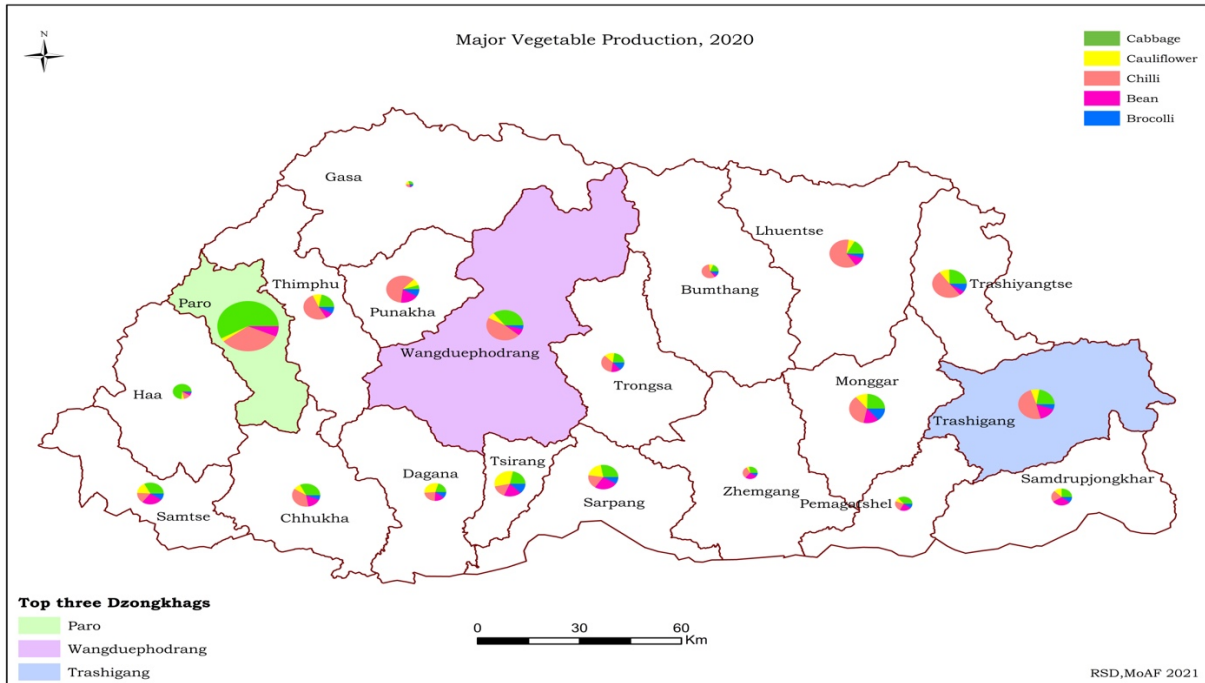 Major Vegetable Production, 2020
N
Cabbage
Cauliflower
Chilli
Bean
Brocolli
Gasa
Lhuentse
Thimphu
Bumthang
Trashiyangtse
Paro
Punakha
Wangduephodrang
Trongsa
Monggar
Haa
Trashigang
Dagana
Tsirang
Sarpang
Zhemgang
Samdrupjongkhar
Pemagatshel
Samtse
Chhukha
Top three Dzongkhags
Paro
Wangduephodrang
Trashigang
0 30 60
Km
RSD,MoAF 2021